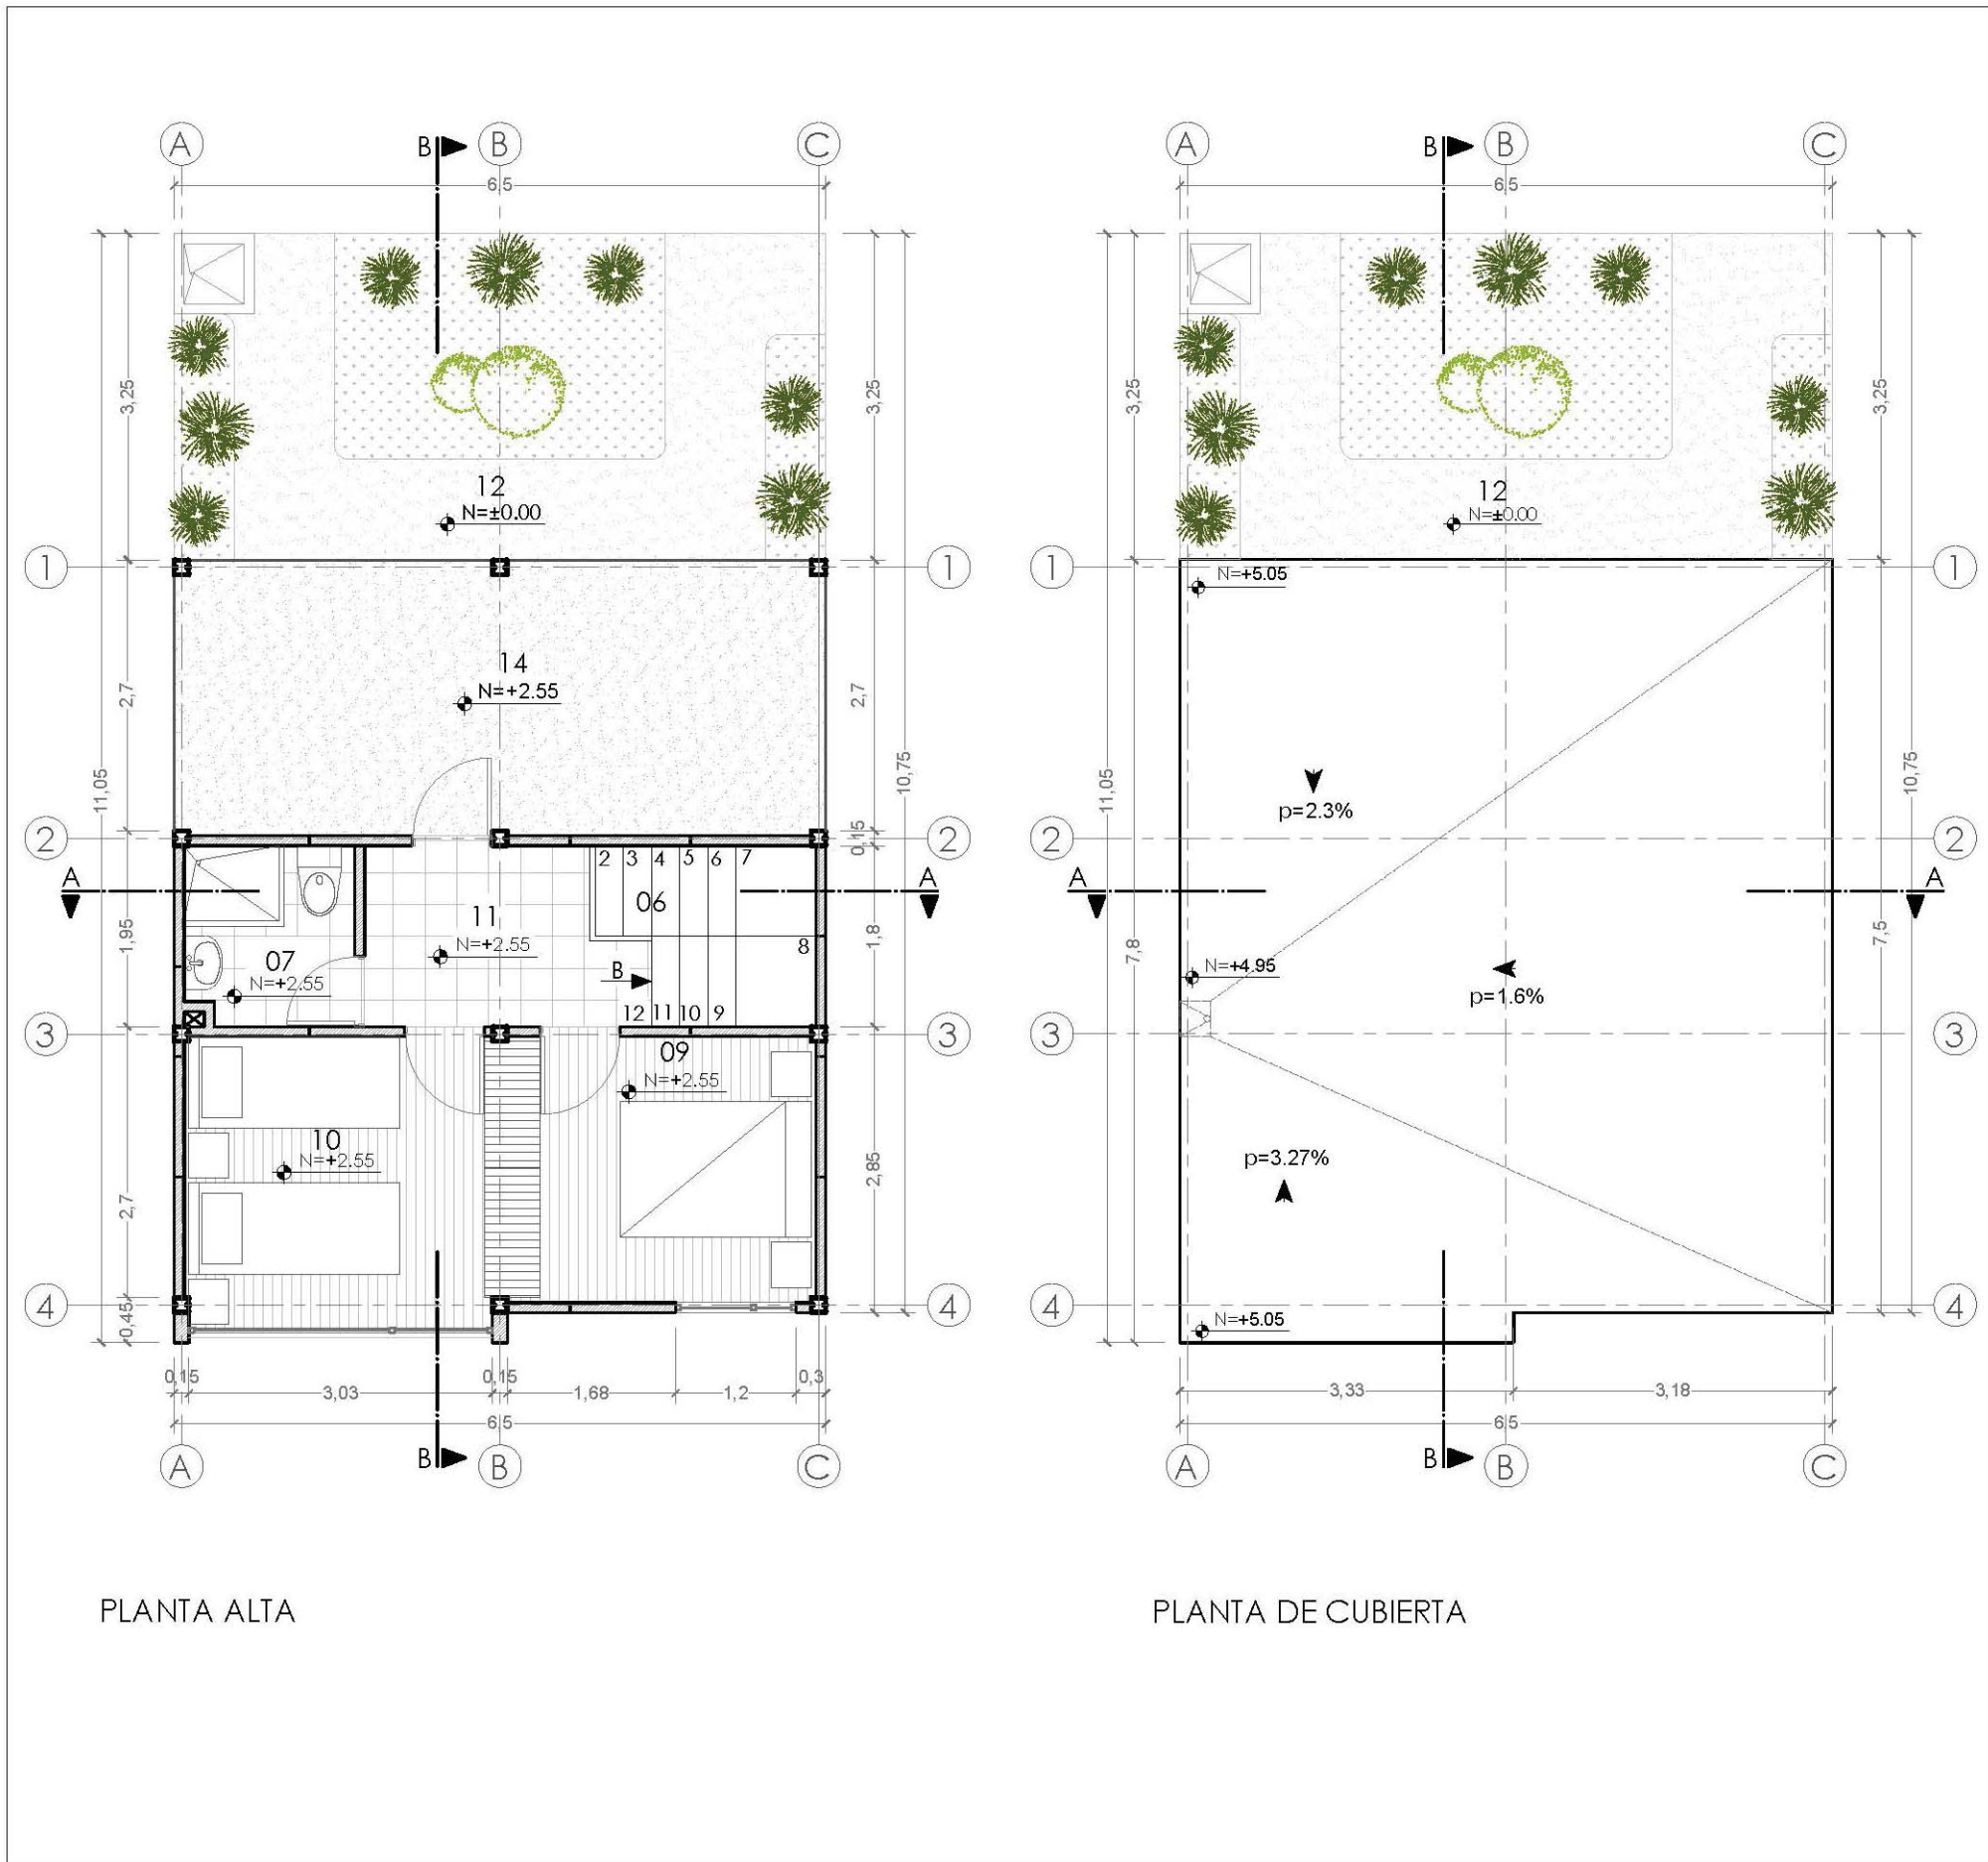 A B B C
6,5
3,25 3,25
12
N=±0.00
1 1
14
N=+2.55
2,7 2,7
11,05 10,75
2 2
0,15
2 3 4 5 6 7
A A
06
11
N=+2.55
1,95 1,8
8
07
N=+2.55
B
12 11 10 9
3 3
09
N=+2.55
10
N=+2.55
2,7 2,85
4 4
0,45
0,15 3,03 0,15 1,68 1,2 0,3
6,5
A B B C
PLANTA ALTA
A B B C
6,5
3,25 3,25
12
N=±0.00
1 1
N=+5.05
11,05 10,75
p=2.3%
2 2
A A
7,8 7,5
N=+4.95
p=1.6%
3 3
p=3.27%
4 4
N=+5.05
3,33 3,18
6,5
A B B C
PLANTA DE CUBIERTA